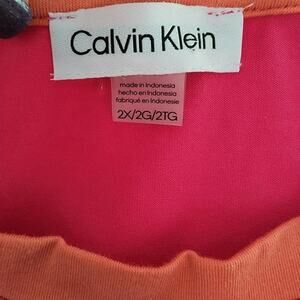 Calvin Klein
made in Indonesia
hecho en Indonesia
fabriqué en Indonésie
2X/2G/2TG